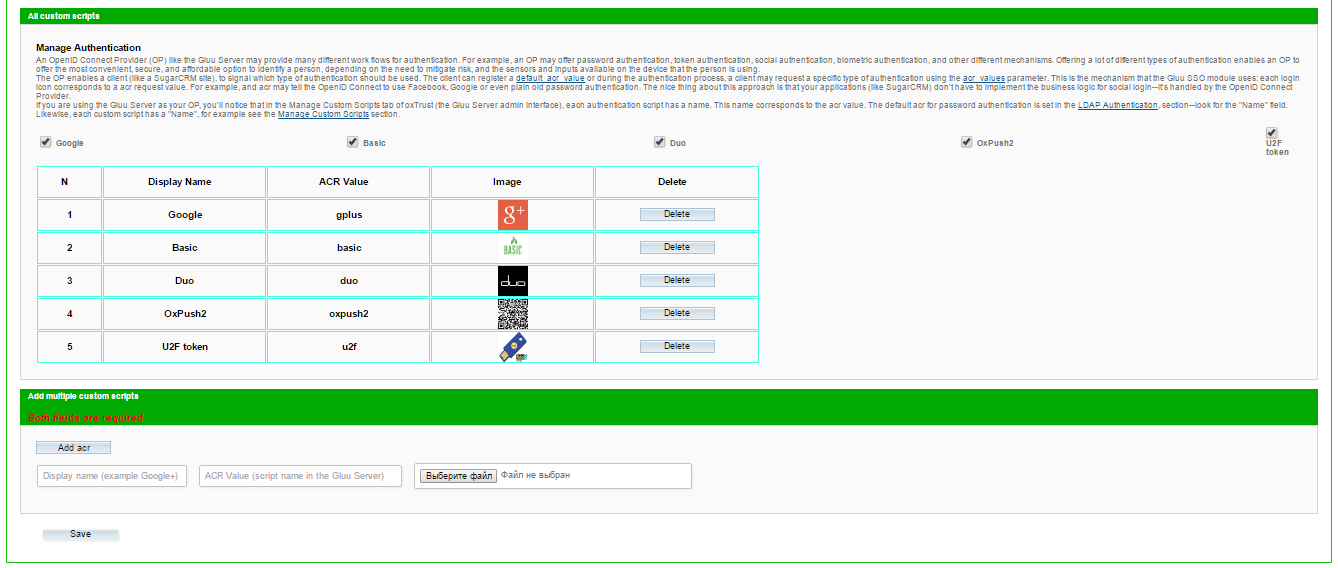 All custom scripts
Manage Authentication
An OpenID Connect Provider (OP) like the Gluu Server may provide many different work flows for authentication. For example, an OP may offer password authentication, token authentication, social authentication, biometric authentication, and other different mechanisms. Offering a lot of different types of authentication enables an OP to
offer the most convenient, secure, and affordable option to identify a person, depending on the need to mitigate risk, and the sensors and inputs available on the device that the person is using.
The OP enables a client (like a SugarCRM site), to signal which type of authentication should be used. The client can register a default_acr_value or during the authentication process, a client may request a specific type of authentication using the acr_values parameter. This is the mechanism that the Gluu SSO module uses: each login
icon corresponds to a acr request value. For example, and acr may tell the OpenID Connect to use Facebook, Google or even plain old password authentication. The nice thing about this approach is that your applications (like SugarCRM) don't have to implement the business logic for social login--it's handled by the OpenID Connect
Provider.
If you are using the Gluu Server as your OP, you'll notice that in the Manage Custom Scripts tab of oxTrust (the Gluu Server admin interface), each authentication script has a name. This name corresponds to the acr value. The default acr for password authentication is set in the LDAP Authentication, section--look for the "Name" field.
Likewise, each custom script has a "Name", for example see the Manage Custom Scripts section.
Google Basic Duo OxPush2 U2F
token
N Display Name ACR Value Image Delete
1 Google gplus g+ Delete
2 Basic basic BASIC Delete
3 Duo duo duo Delete
4 OxPush2 oxpush2 Delete
5 U2F token u2f Delete
Add multiple custom scripts
Both fields are required
Add acr
Display name (example Google+) ACR Value (script name in the Gluu Server) Выберите файл Файл не выбран
Save